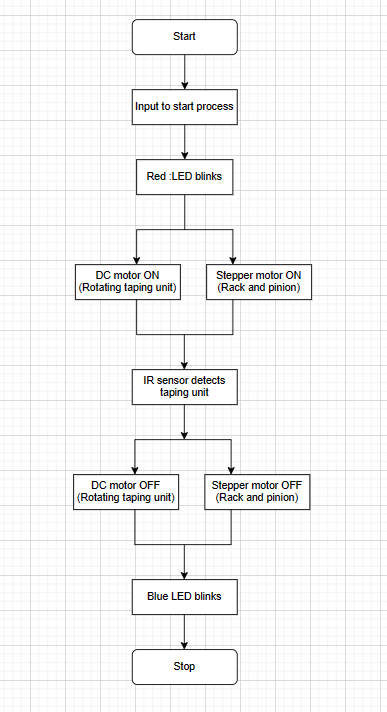 Start
Input to start process
Red :LED blinks
DC motor ON
(Rotating taping unit)
Stepper motor ON
(Rack and pinion)
IR sensor detects
taping unit
DC motor OFF
(Rotating taping unit)
Stepper motor OFF
(Rack and pinion)
Blue LED blinks
Stop